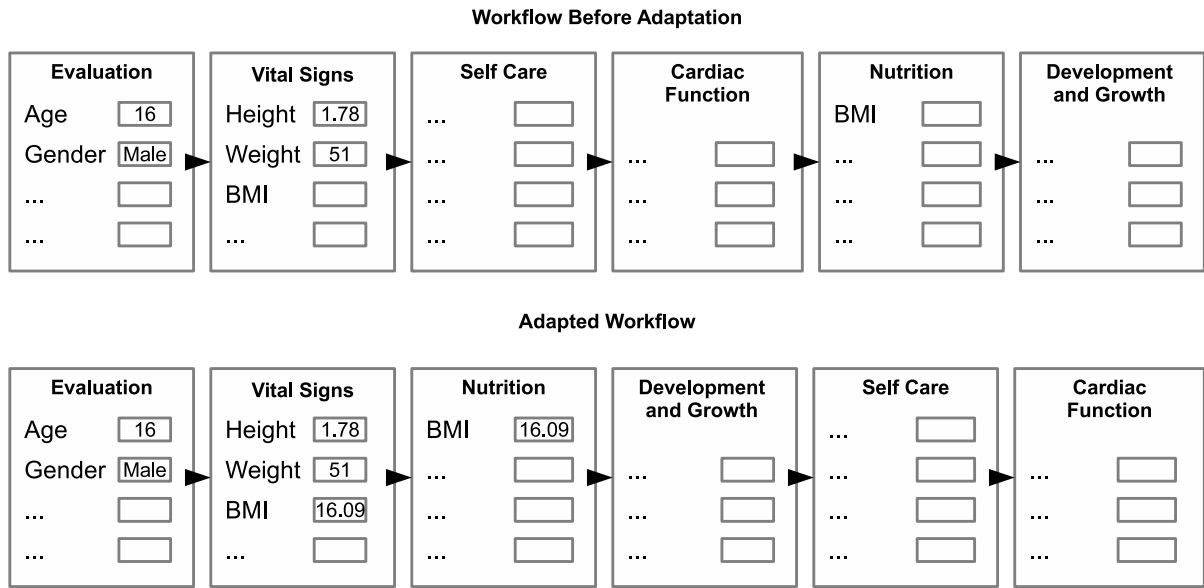 Workflow Before Adaptation
Evaluation
Age 16
Gender Male
...
...
Vital Signs
Height 1.78
Weight 51
BMI
...
Self Care
...
...
...
...
Cardiac
Function
...
...
...
Nutrition
BMI
...
...
...
Development
and Growth
...
...
...
Adapted Workflow
Evaluation
Age 16
Gender Male
...
...
Vital Signs
Height 1.78
Weight 51
BMI 16.09
...
Nutrition
BMI 16.09
...
...
...
Development
and Growth
...
...
...
Self Care
...
...
...
...
Cardiac
Function
...
...
...